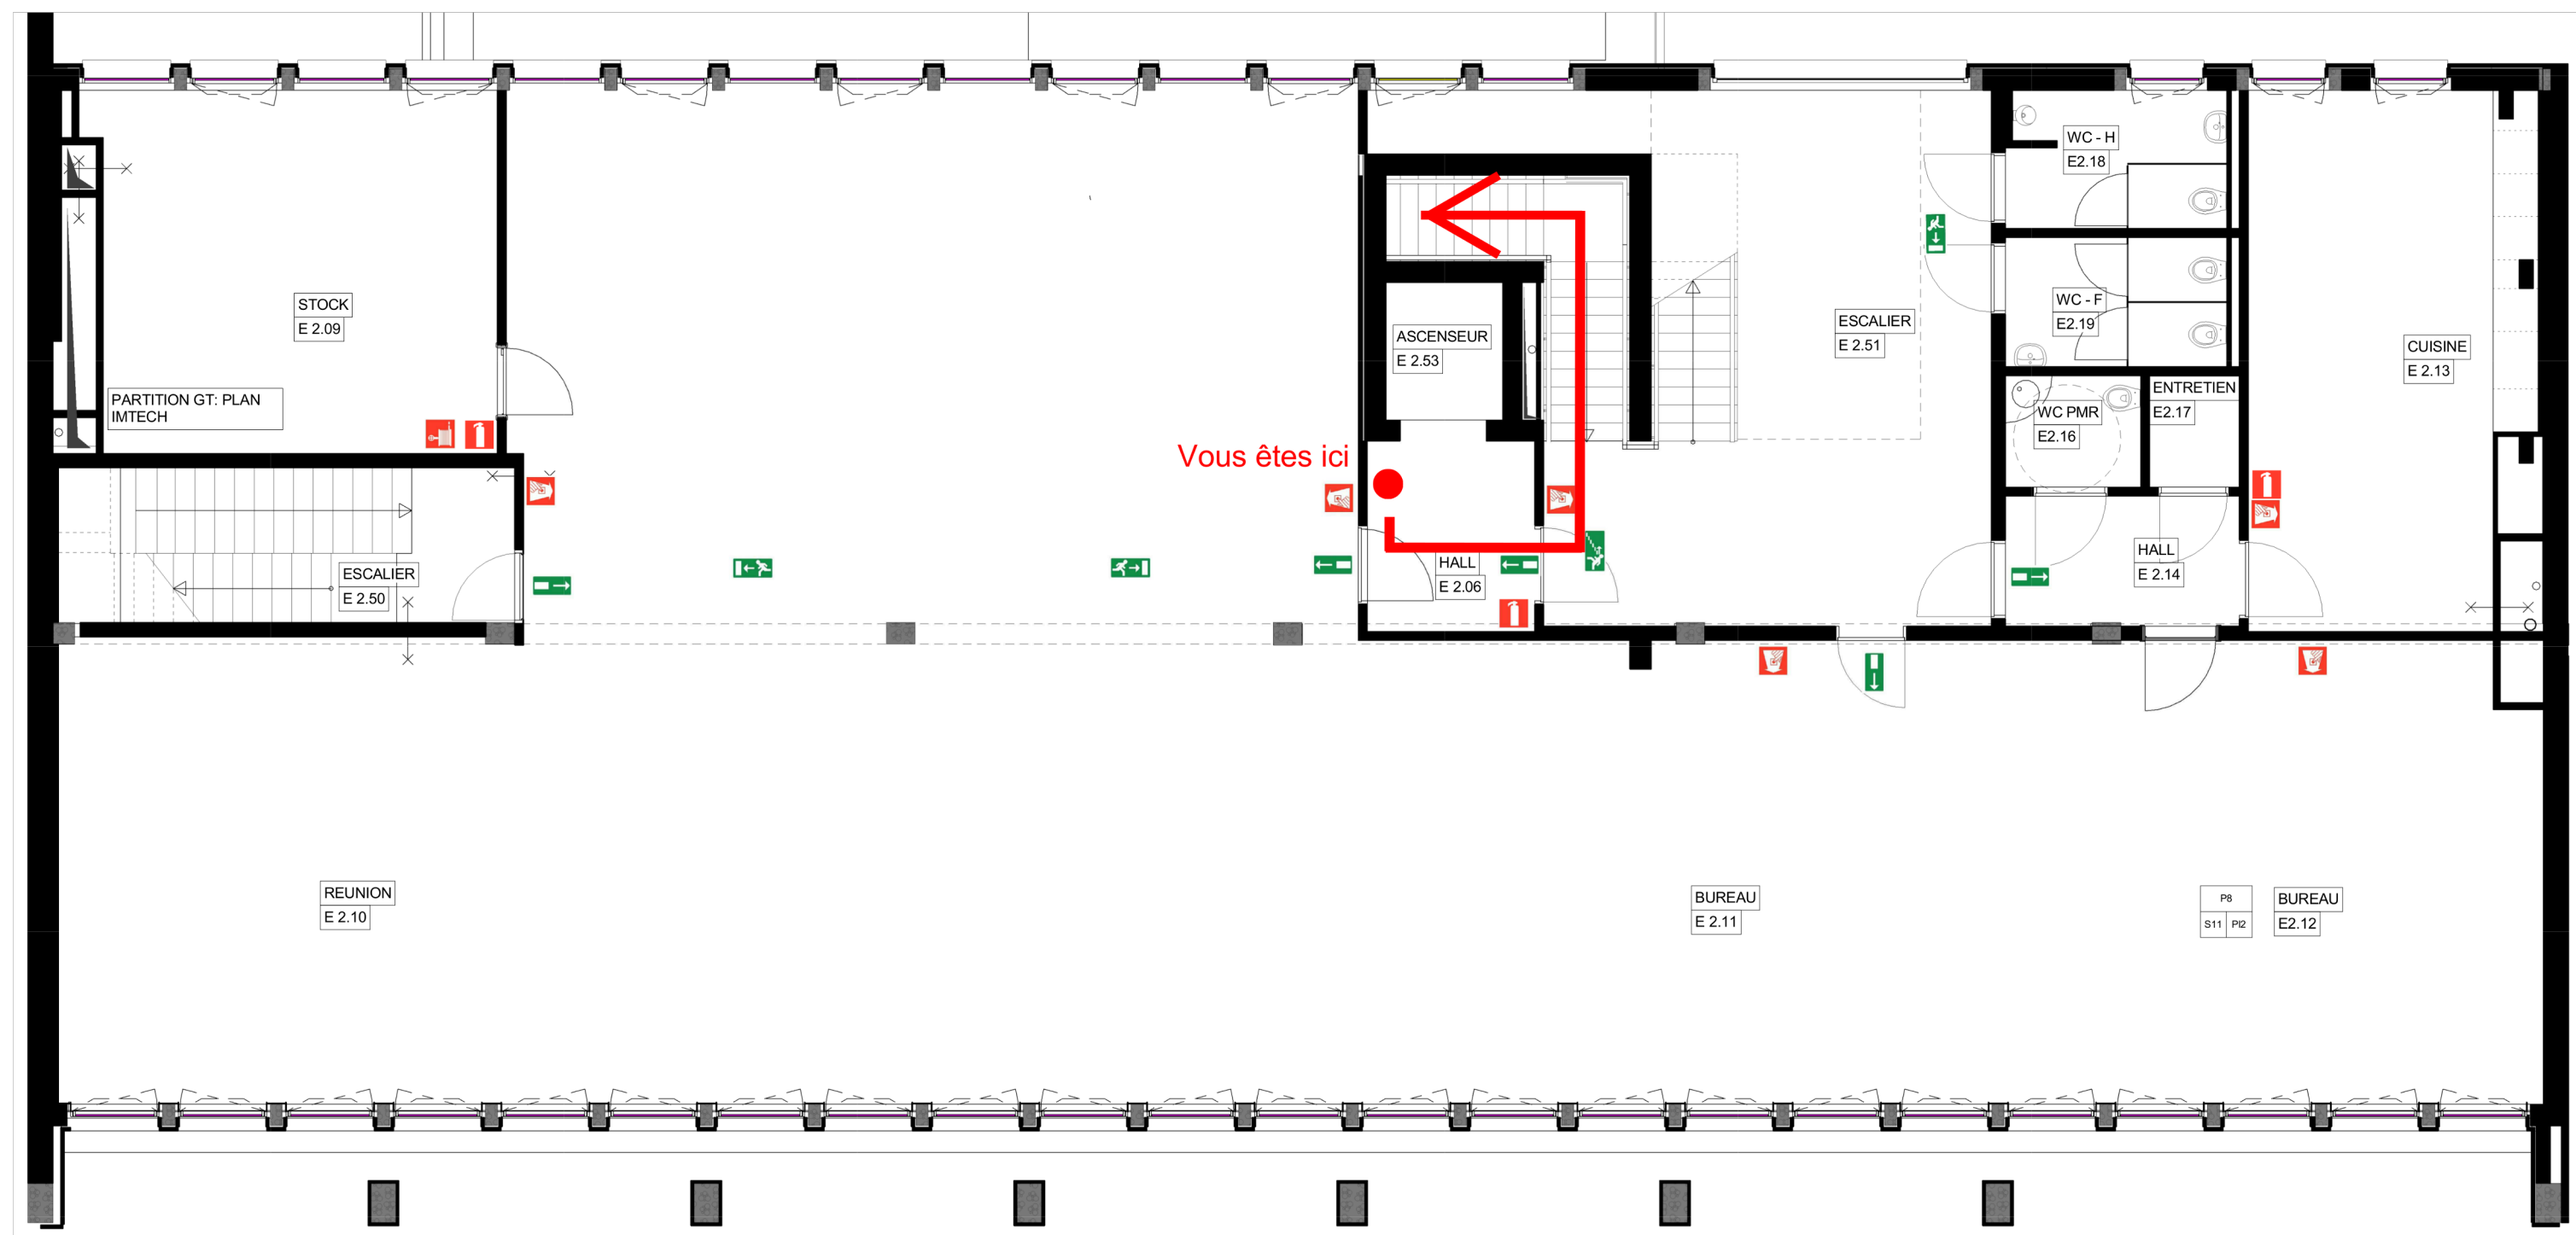 WC - H
E2.18
STOCK
E 2.09
ASCENSEUR
E 2.53
ESCALIER
E 2.51
WC - F
E2.19
CUISINE
E 2.13
PARTITION GT: PLAN
IMTECH
WC PMR
E2.16
ENTRETIEN
E2.17
Vous êtes ici
ESCALIER
E 2.50
HALL
E 2.06
HALL
E 2.14
REUNION
E 2.10
BUREAU
E 2.11
P8
S11 PI2
BUREAU
E2.12